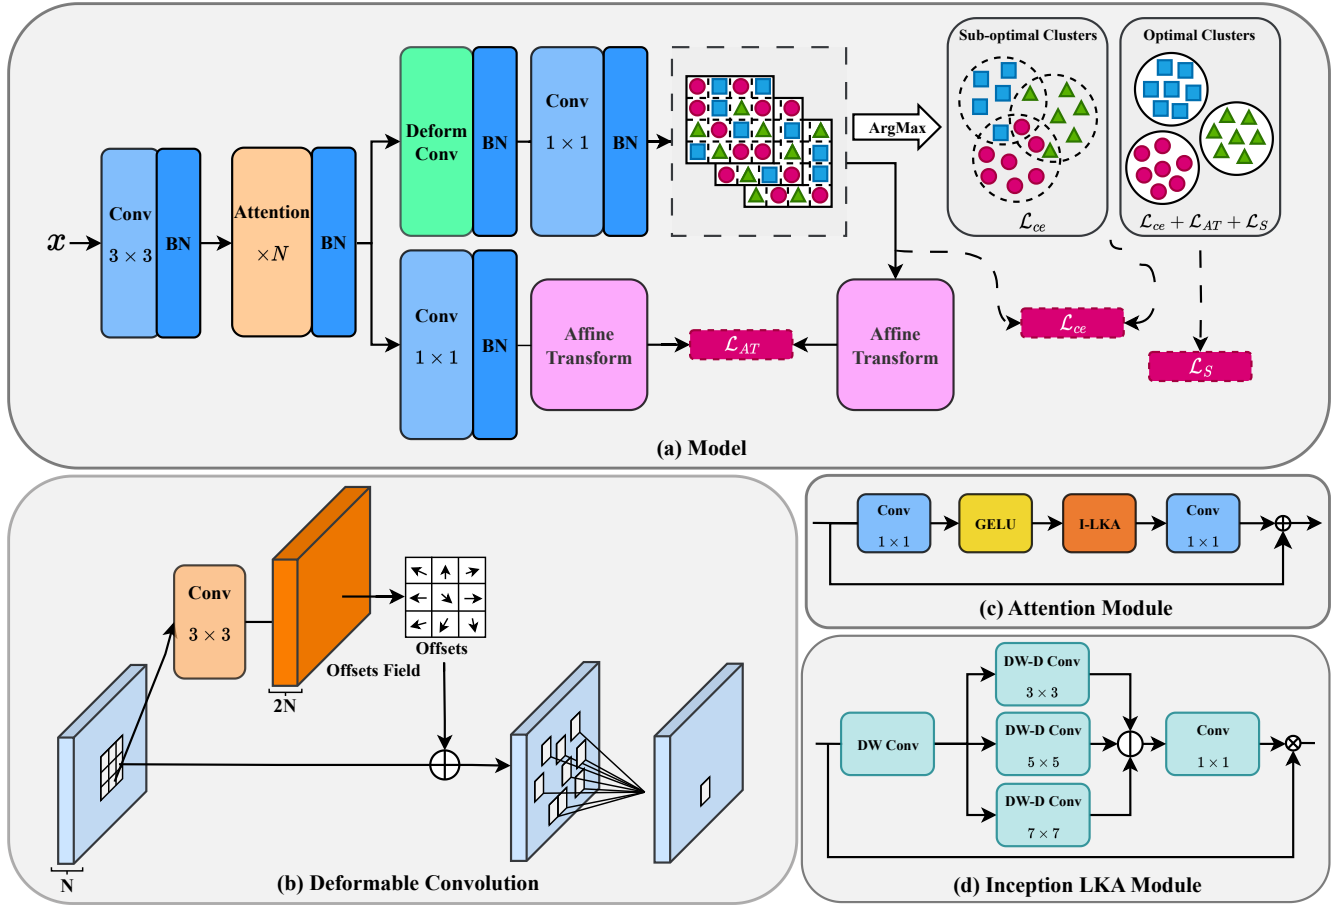 x
Conv
3 × 3
BN
Attention
×N
BN
Deform
Conv
BN
Conv
1 × 1
BN
ArgMax
Sub-optimal Clusters
ℒce
Optimal Clusters
ℒce + ℒAT + ℒS
Conv
1 × 1
BN
Affine
Transform
ℒAT
Affine
Transform
ℒce
ℒS
(a) Model
Conv
3 × 3
2N
Offsets Field
Offsets
N
(b) Deformable Convolution
Conv
1 × 1
GELU
I-LKA
Conv
1 × 1
(c) Attention Module
DW Conv
DW-D Conv
3 × 3
DW-D Conv
5 × 5
DW-D Conv
7 × 7
Conv
1 × 1
(d) Inception LKA Module